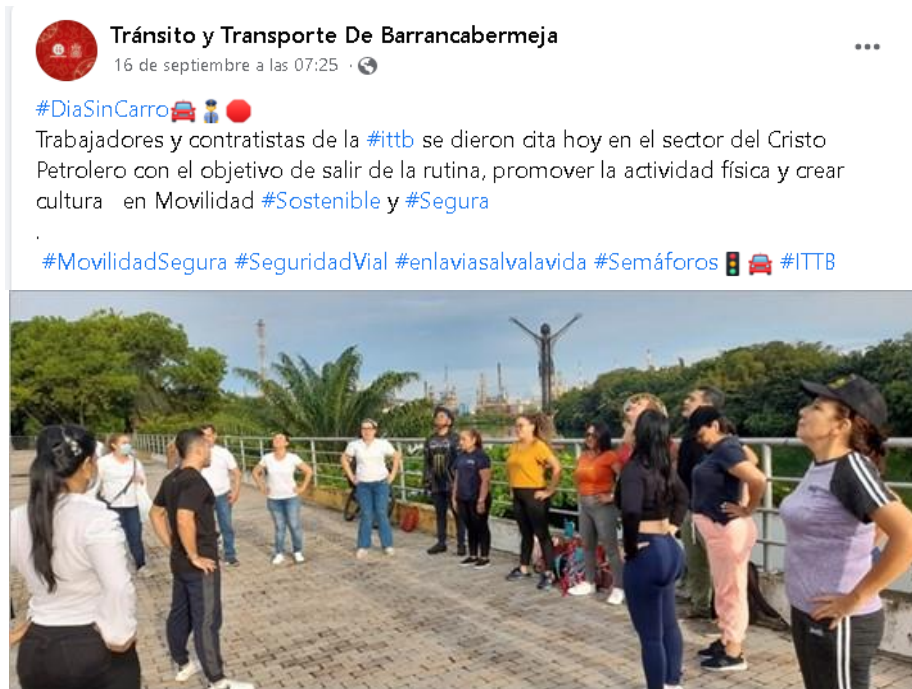 Tránsito y Transporte De Barrancabermeja
16 de septiembre a las 07:25 ·
#DiaSinCarro🚘👮🛑
Trabajadores y contratistas de la #ittb se dieron cita hoy en el sector del Cristo
Petrolero con el objetivo de salir de la rutina, promover la actividad física y crear
cultura en Movilidad #Sostenible y #Segura
.
#MovilidadSegura #SeguridadVial #enlaviasalvalavida #Semáforos🚦🚘 #ITTB